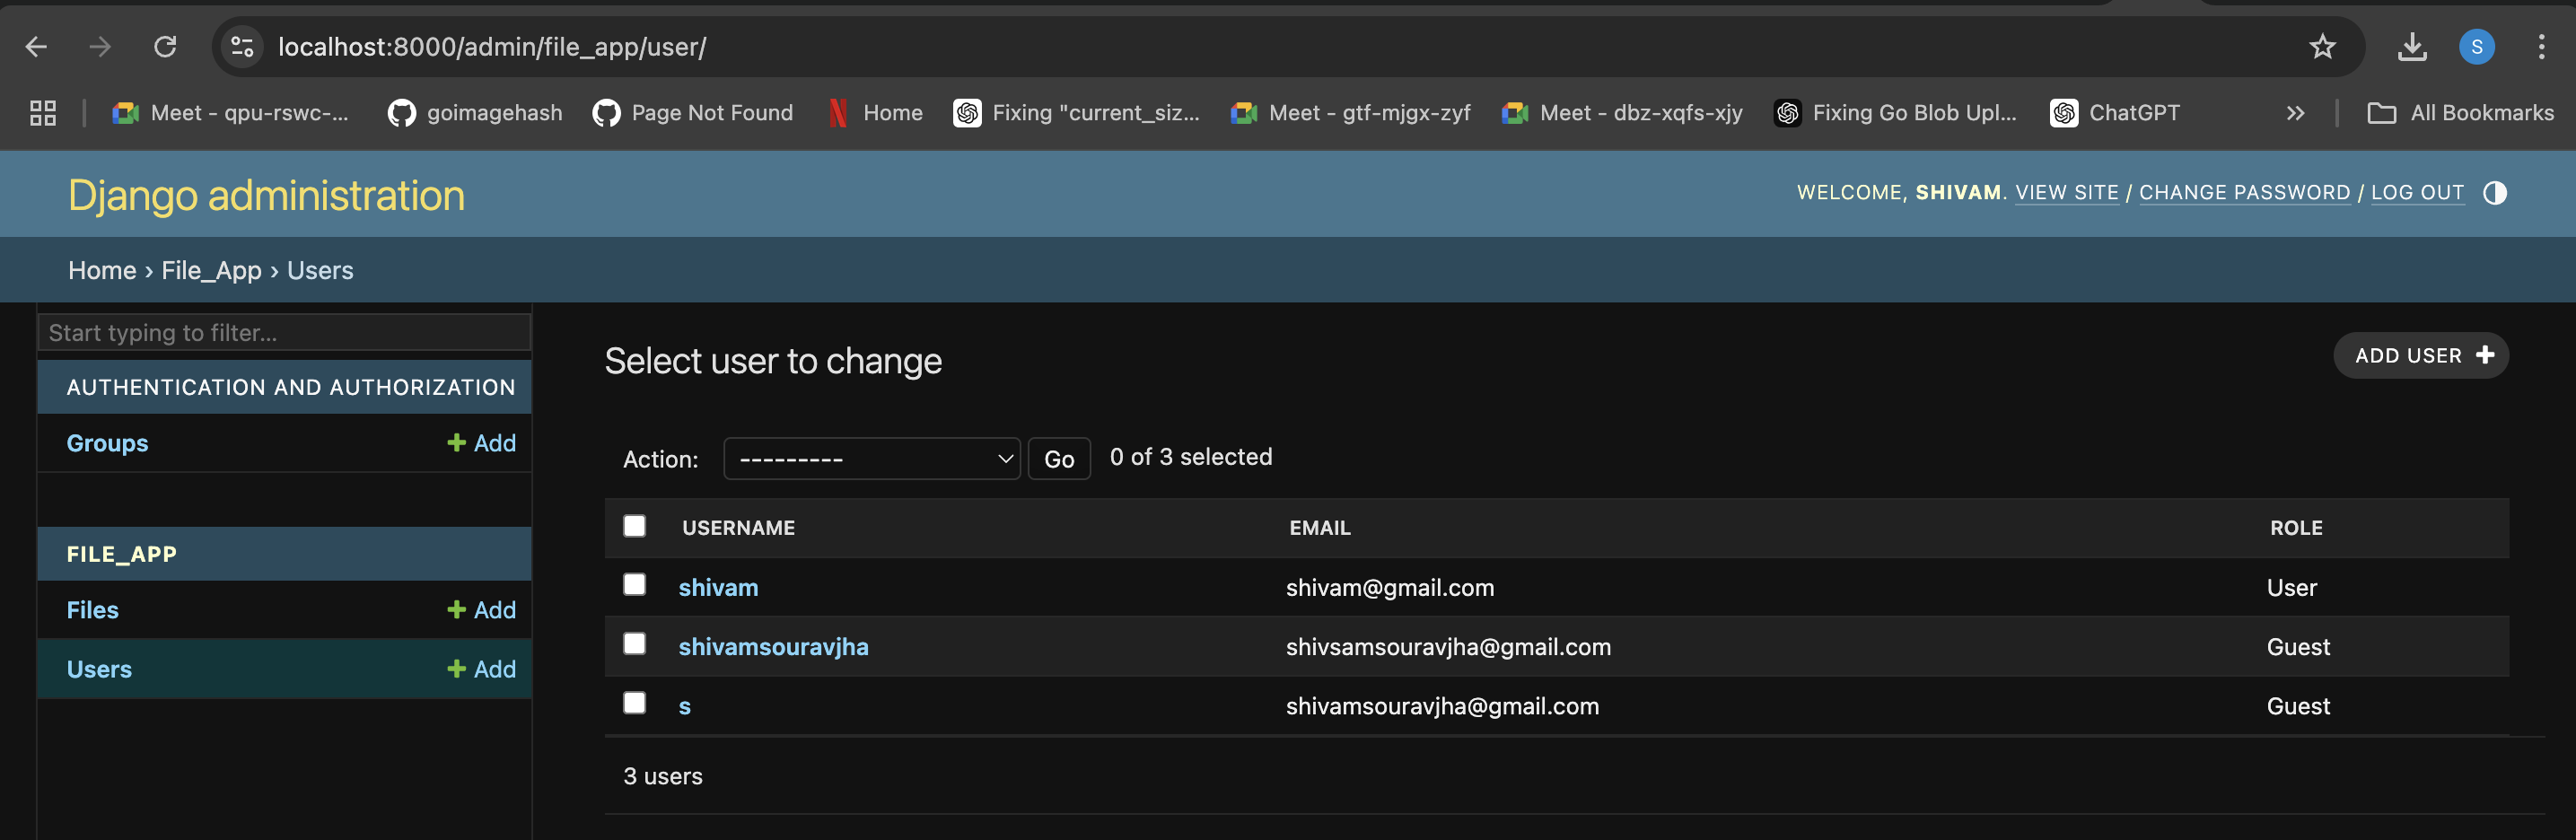 localhost:8000/admin/file_app/user/
S
Meet - qpu-rswc-...
goimagehash
Page Not Found
Home
Fixing "current_siz...
Meet - gtf-mjgx-zyf
Meet - dbz-xqfs-xjy
Fixing Go Blob Upl...
ChatGPT
All Bookmarks
Django administration
WELCOME, SHIVAM. VIEW SITE / CHANGE PASSWORD / LOG OUT
Home › File_App › Users
Start typing to filter...
AUTHENTICATION AND AUTHORIZATION
Groups + Add
FILE_APP
Files + Add
Users + Add
Select user to change
ADD USER +
Action: --------- Go 0 of 3 selected
USERNAME EMAIL ROLE
shivam shivam@gmail.com User
shivamsouravjha shivsamsouravjha@gmail.com Guest
s shivamsouravjha@gmail.com Guest
3 users